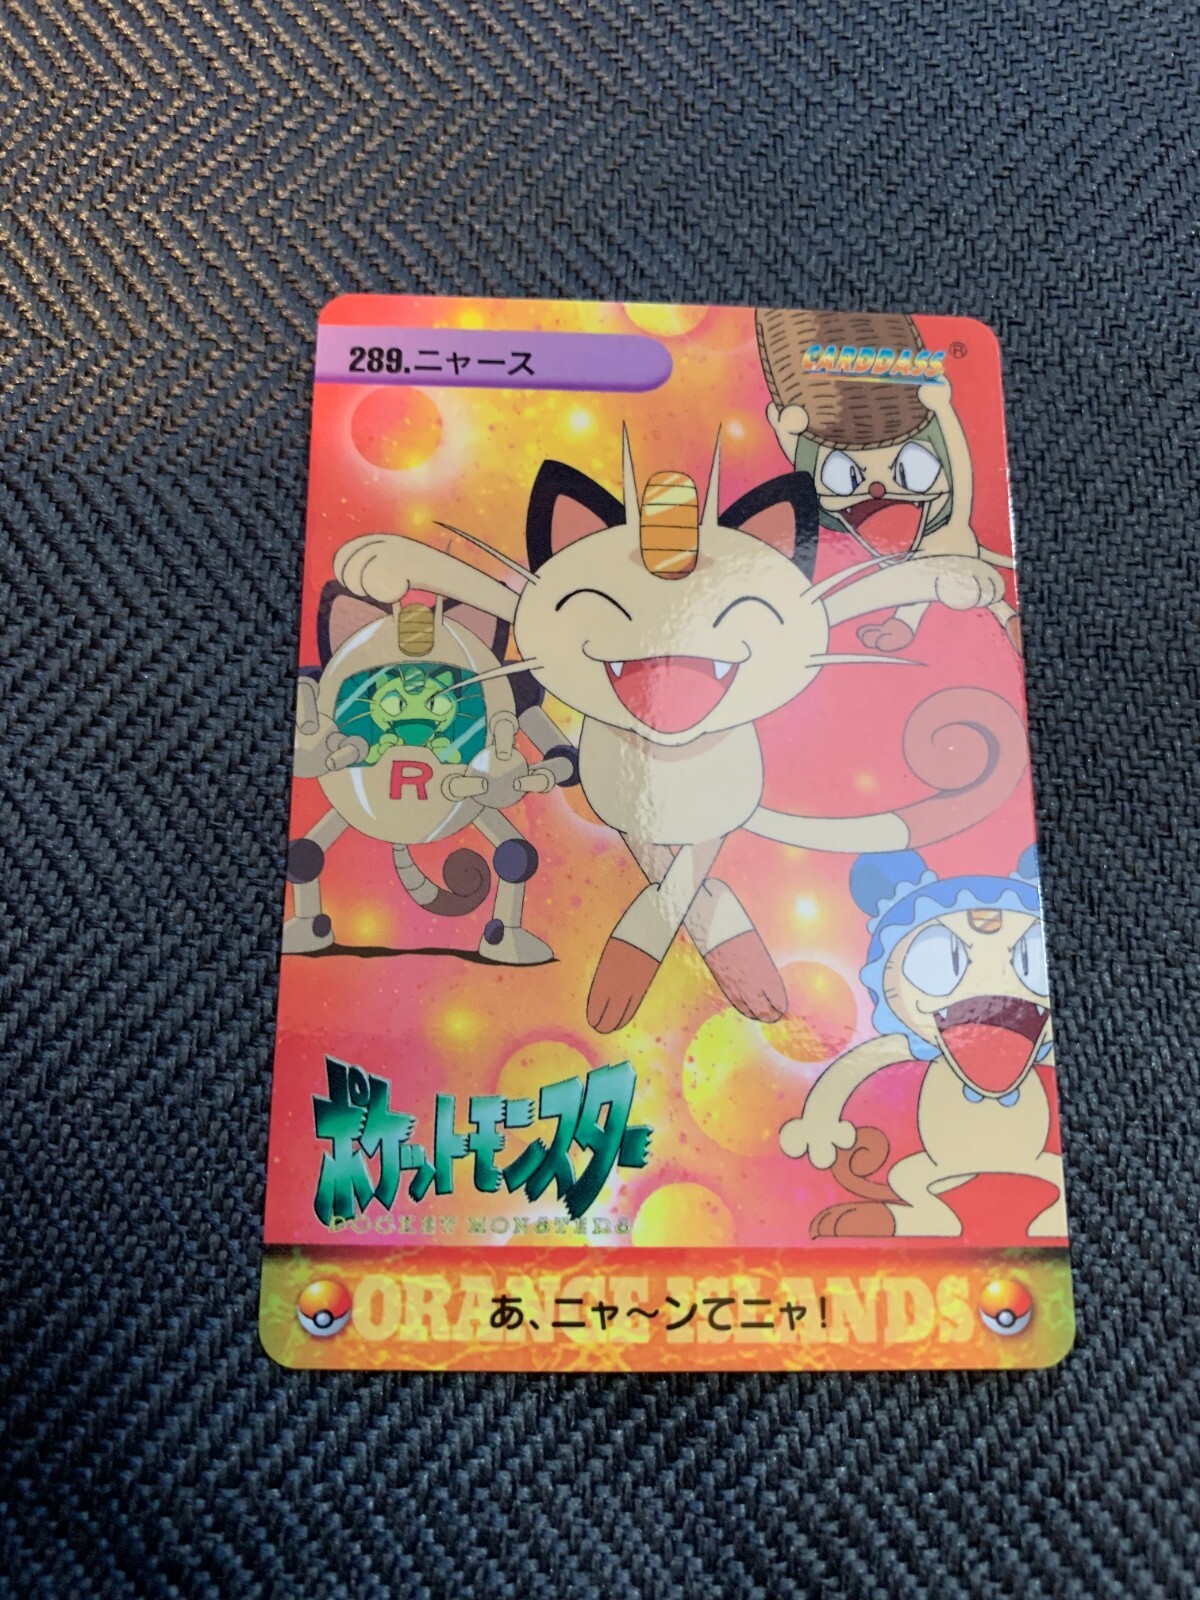 289.ニャース
CARDDASS®
R
ポケットモンスター
POCKET MONSTERS
ORANGE ISLANDS
あ、ニャ〜ンてニャ!